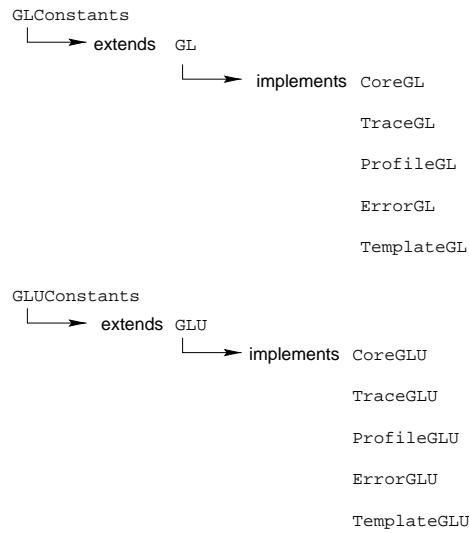 GLConstants
extends GL
implements CoreGL
TraceGL
ProfileGL
ErrorGL
TemplateGL
GLUConstants
extends GLU
implements CoreGLU
TraceGLU
ProfileGLU
ErrorGLU
TemplateGLU